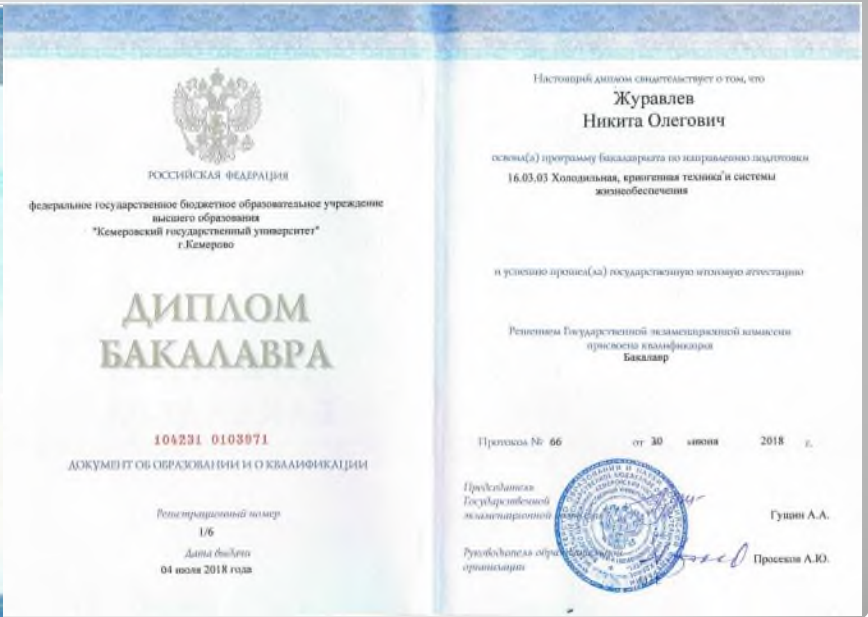 РОССИЙСКАЯ ФЕДЕРАЦИЯ
федеральное государственное бюджетное образовательное учреждение
высшего образования
"Кемеровский государственный университет"
г.Кемерово
ДИПЛОМ
БАКАЛАВРА
104231 0103971
ДОКУМЕНТ ОБ ОБРАЗОВАНИИ И О КВАЛИФИКАЦИИ
Регистрационный номер
1/6
Дата выдачи
04 июля 2018 года
Настоящий диплом свидетельствует о том, что
Журавлев
Никита Олегович
освоил(а) программу бакалавриата по направлению подготовки
16.03.03 Холодильная, криогенная техника и системы
жизнеобеспечения
и успешно прошел(ла) государственную итоговую аттестацию
Решением Государственной экзаменационной комиссии
присвоена квалификация
Бакалавр
Протокол № 66 от 30 июня 2018 г.
Председатель
Государственной
экзаменационной
Гущин А.А.
Руководитель
организации
Просеков А.Ю.